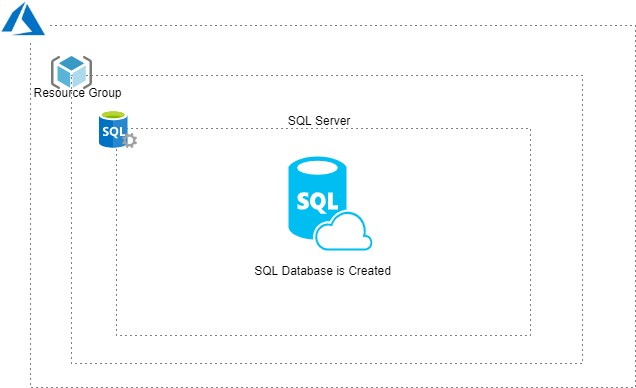 Resource Group
SQL
SQL Server
SQL
SQL Database is Created